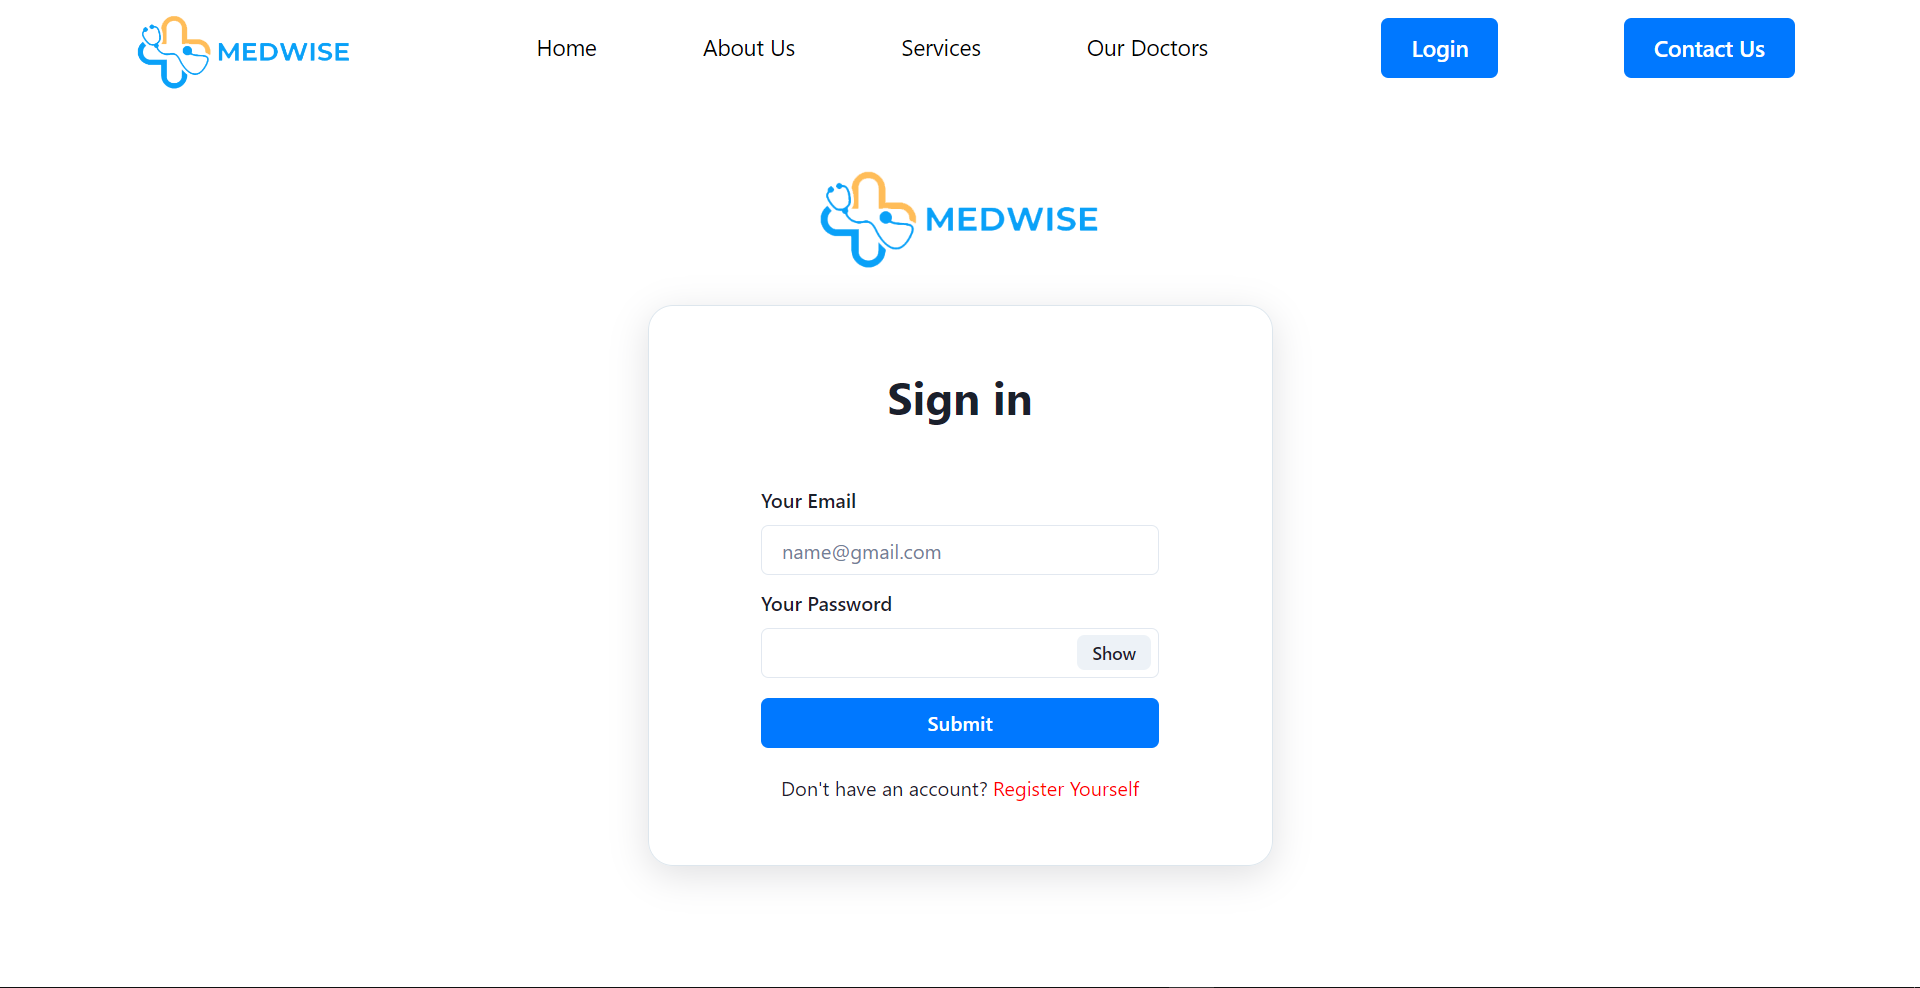 MEDWISE Home About Us Services Our Doctors Login Contact Us
MEDWISE
Sign in
Your Email
name@gmail.com
Your Password
Show
Submit
Don't have an account? Register Yourself